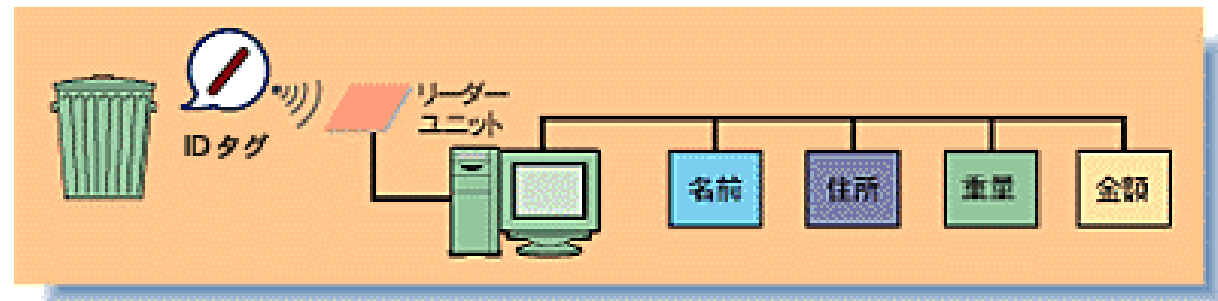 IDタグ
リーダー
ユニット
名前
住所
重量
金額